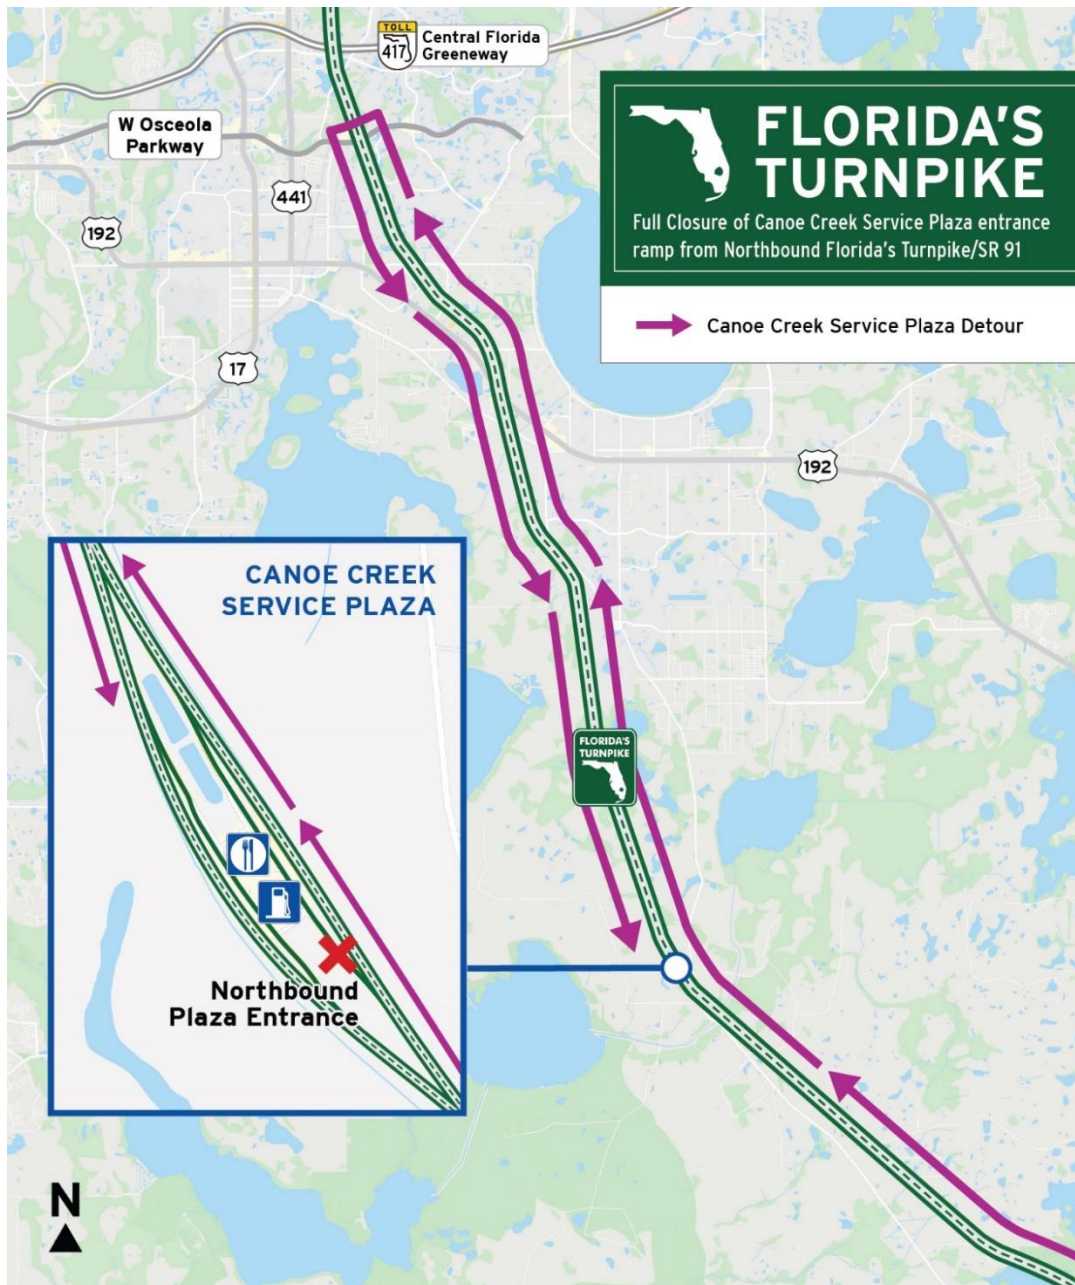 TOLL
417
Central Florida
Greeneway
W Osceola
Parkway
441
192
17
FLORIDA'S
TURNPIKE
Full Closure of Canoe Creek Service Plaza entrance
ramp from Northbound Florida's Turnpike/SR 91
Canoe Creek Service Plaza Detour
192
CANOE CREEK
SERVICE PLAZA
FLORIDA'S
TURNPIKE
Northbound
Plaza Entrance
N